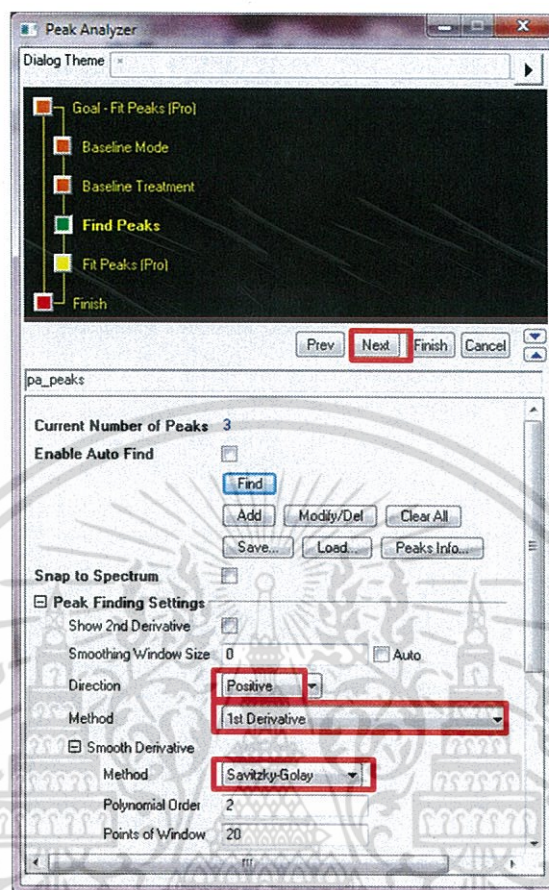 Peak Analyzer
Dialog Theme *
Goal - Fit Peaks (Pro)
Baseline Mode
Baseline Treatment
Find Peaks
Fit Peaks (Pro)
Finish
Prev Next Finish Cancel
pa_peaks
Current Number of Peaks 3
Enable Auto Find
Find
Add Modify/Del Clear All
Save... Load... Peaks Info...
Snap to Spectrum
Peak Finding Settings
Show 2nd Derivative
Smoothing Window Size 0 Auto
Direction Positive
Method 1st Derivative
Smooth Derivative
Method Savitzky-Golay
Polynomial Order 2
Points of Window 20